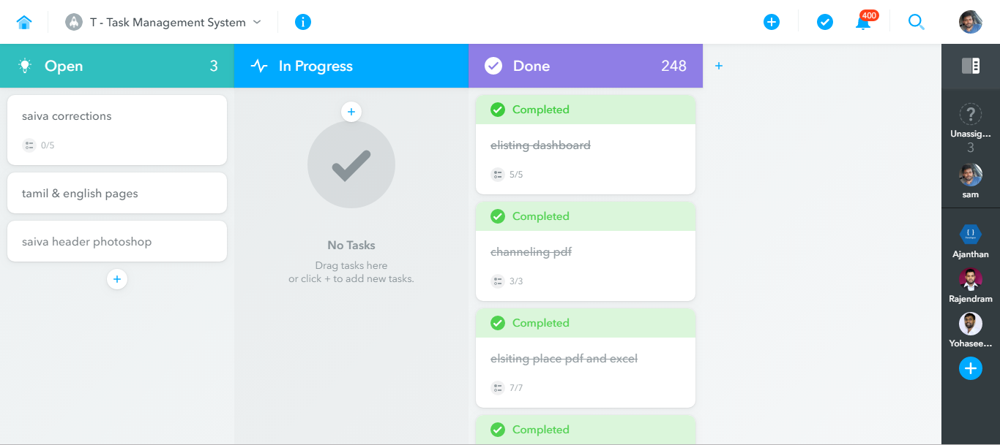 T - Task Management System
400
Open 3
In Progress
Done 248
saiva corrections
0/5
tamil & english pages
saiva header photoshop
No Tasks
Drag tasks here
or click + to add new tasks.
Completed
elisting dashboard
5/5
Completed
channeling pdf
3/3
Completed
elsiting place pdf and excel
7/7
Completed
?
Unassig...
3
sam
Ajanthan
Rajendram
Yohasee...